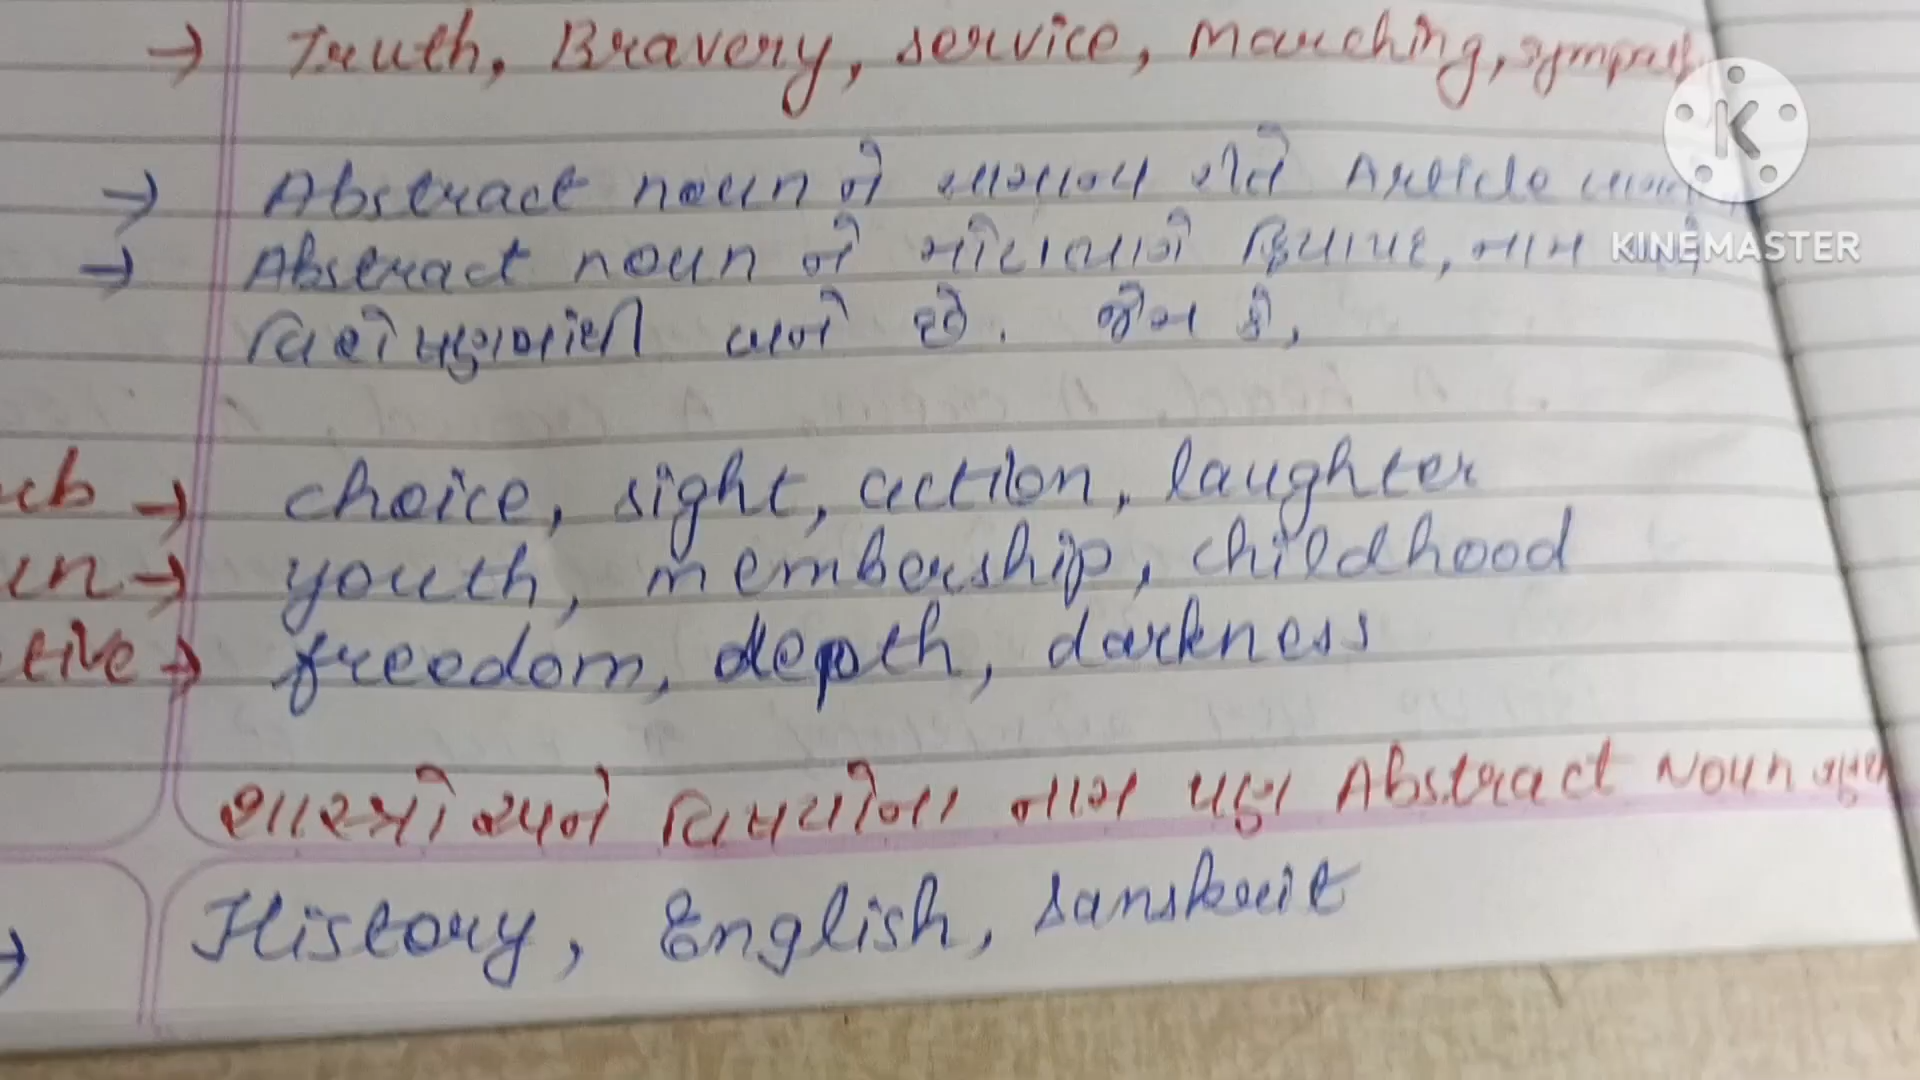 → Truth, Bravery, service, Marching,
→ Abstract noun ને સામાન્ય રીતે Article
→ Abstract noun ને મોટાભાગે ક્રિયાપદ, નામ
વિશેષણમાંથી બને છે. જેમ કે,
→ choice, sight, action, laughter
→ youth, membership, childhood
→ freedom, depth, darkness
શાસ્ત્રો અને વિષયોના નામ પણ Abstract Noun
→ History, English, Sanskrit
KINEMASTER